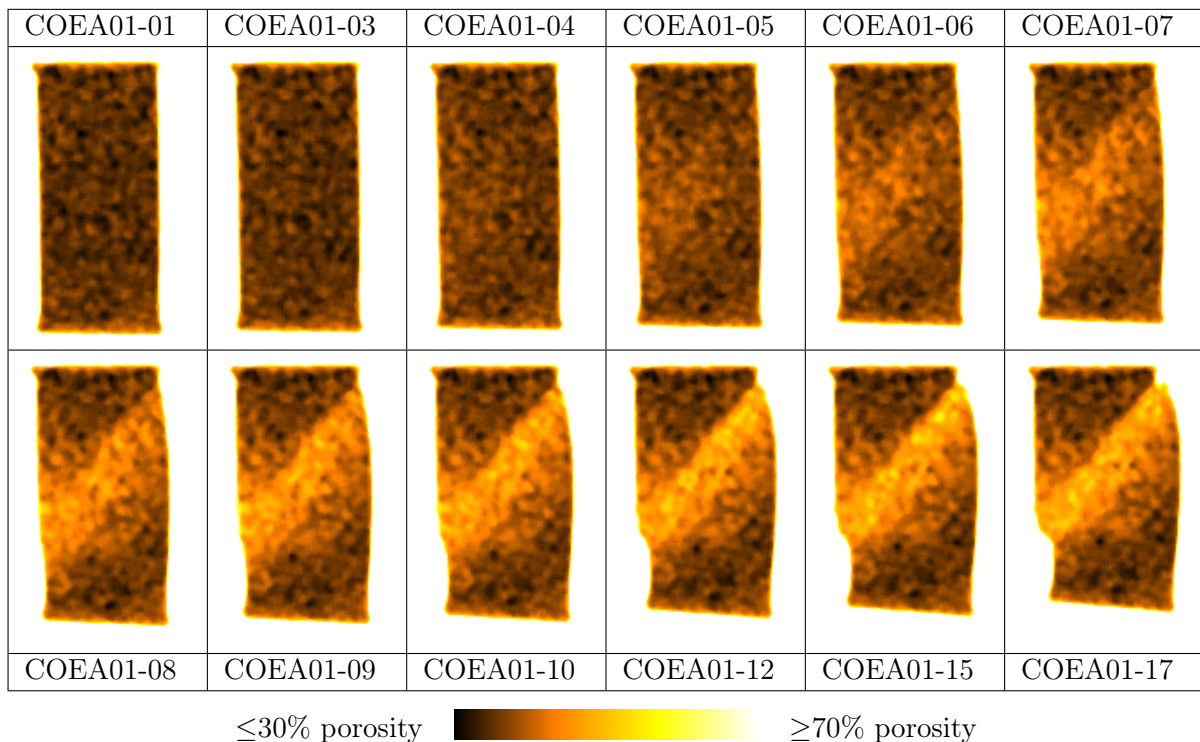 COEA01-01 COEA01-03 COEA01-04 COEA01-05 COEA01-06 COEA01-07
COEA01-08 COEA01-09 COEA01-10 COEA01-12 COEA01-15 COEA01-17
≤30% porosity ≥70% porosity